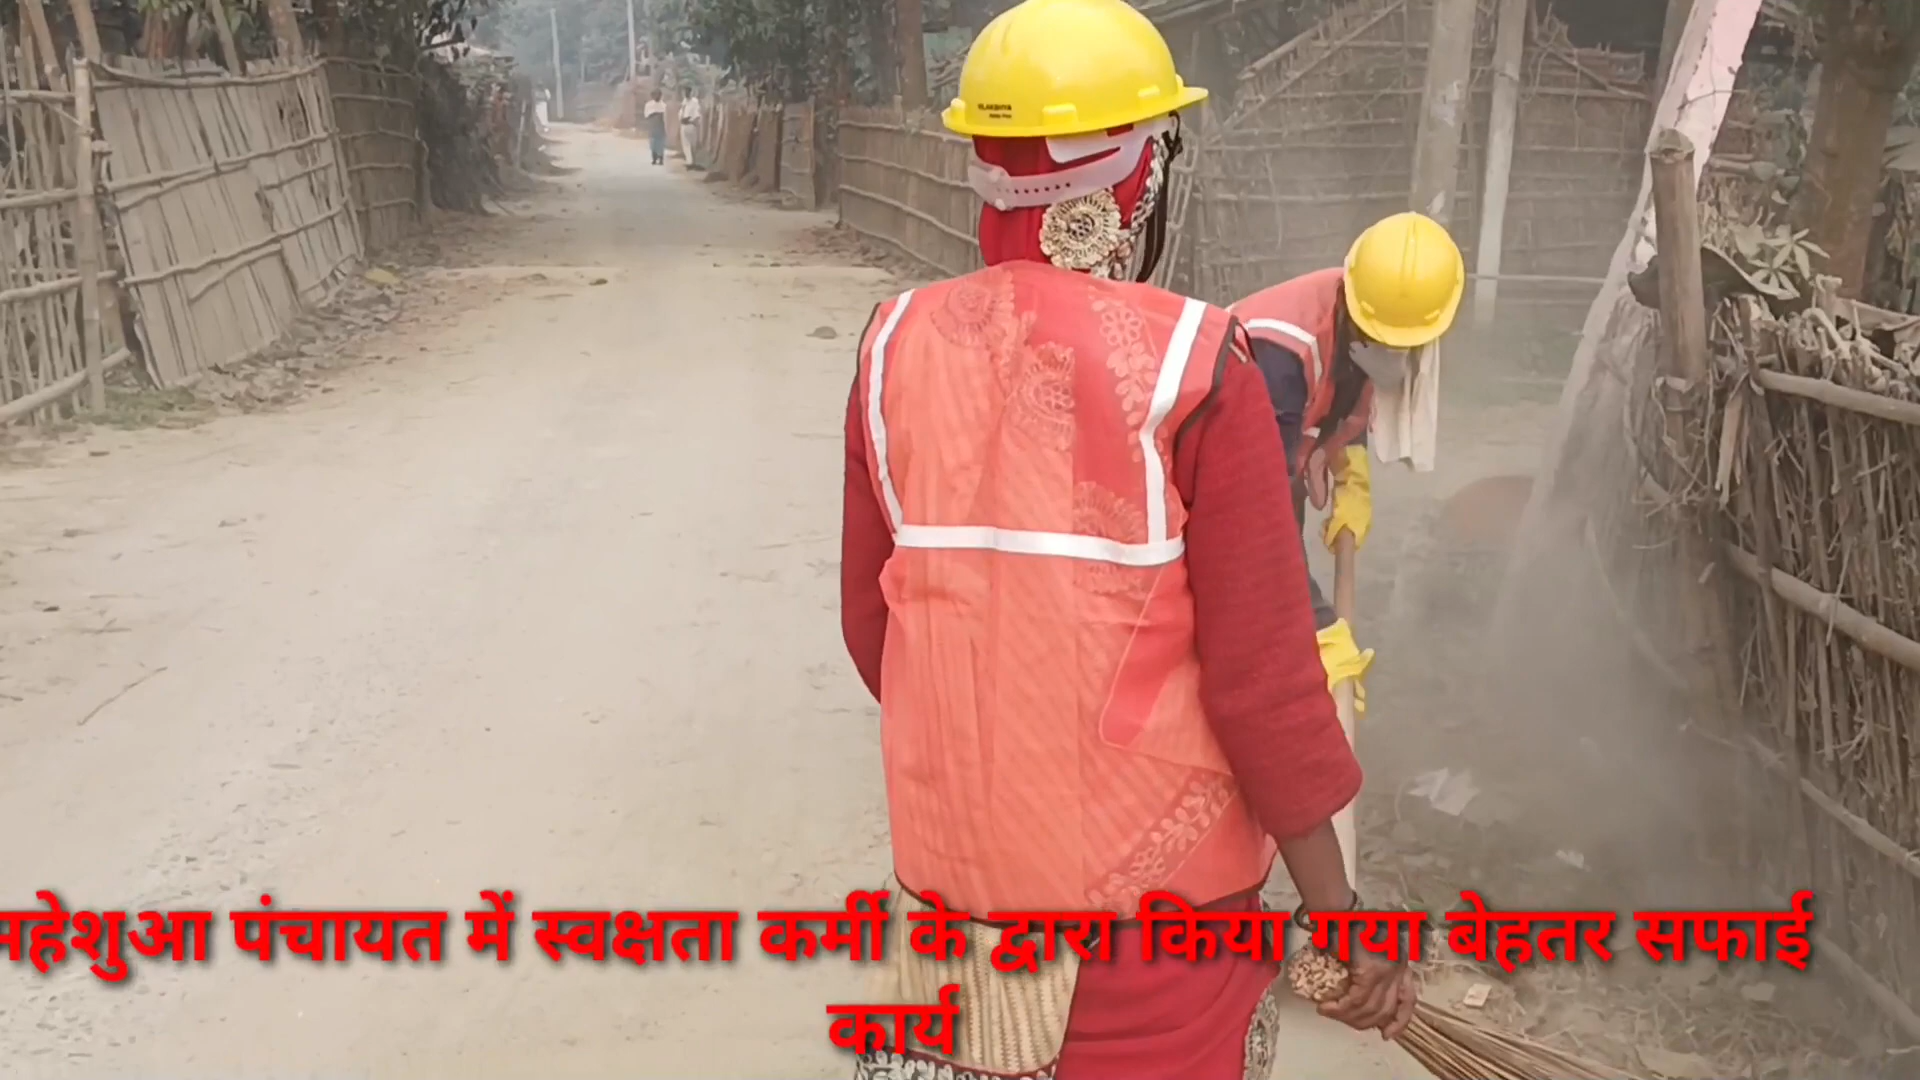 महेशुआ पंचायत में स्वक्षता कर्मी के द्वारा किया गया बेहतर सफाई
कार्य